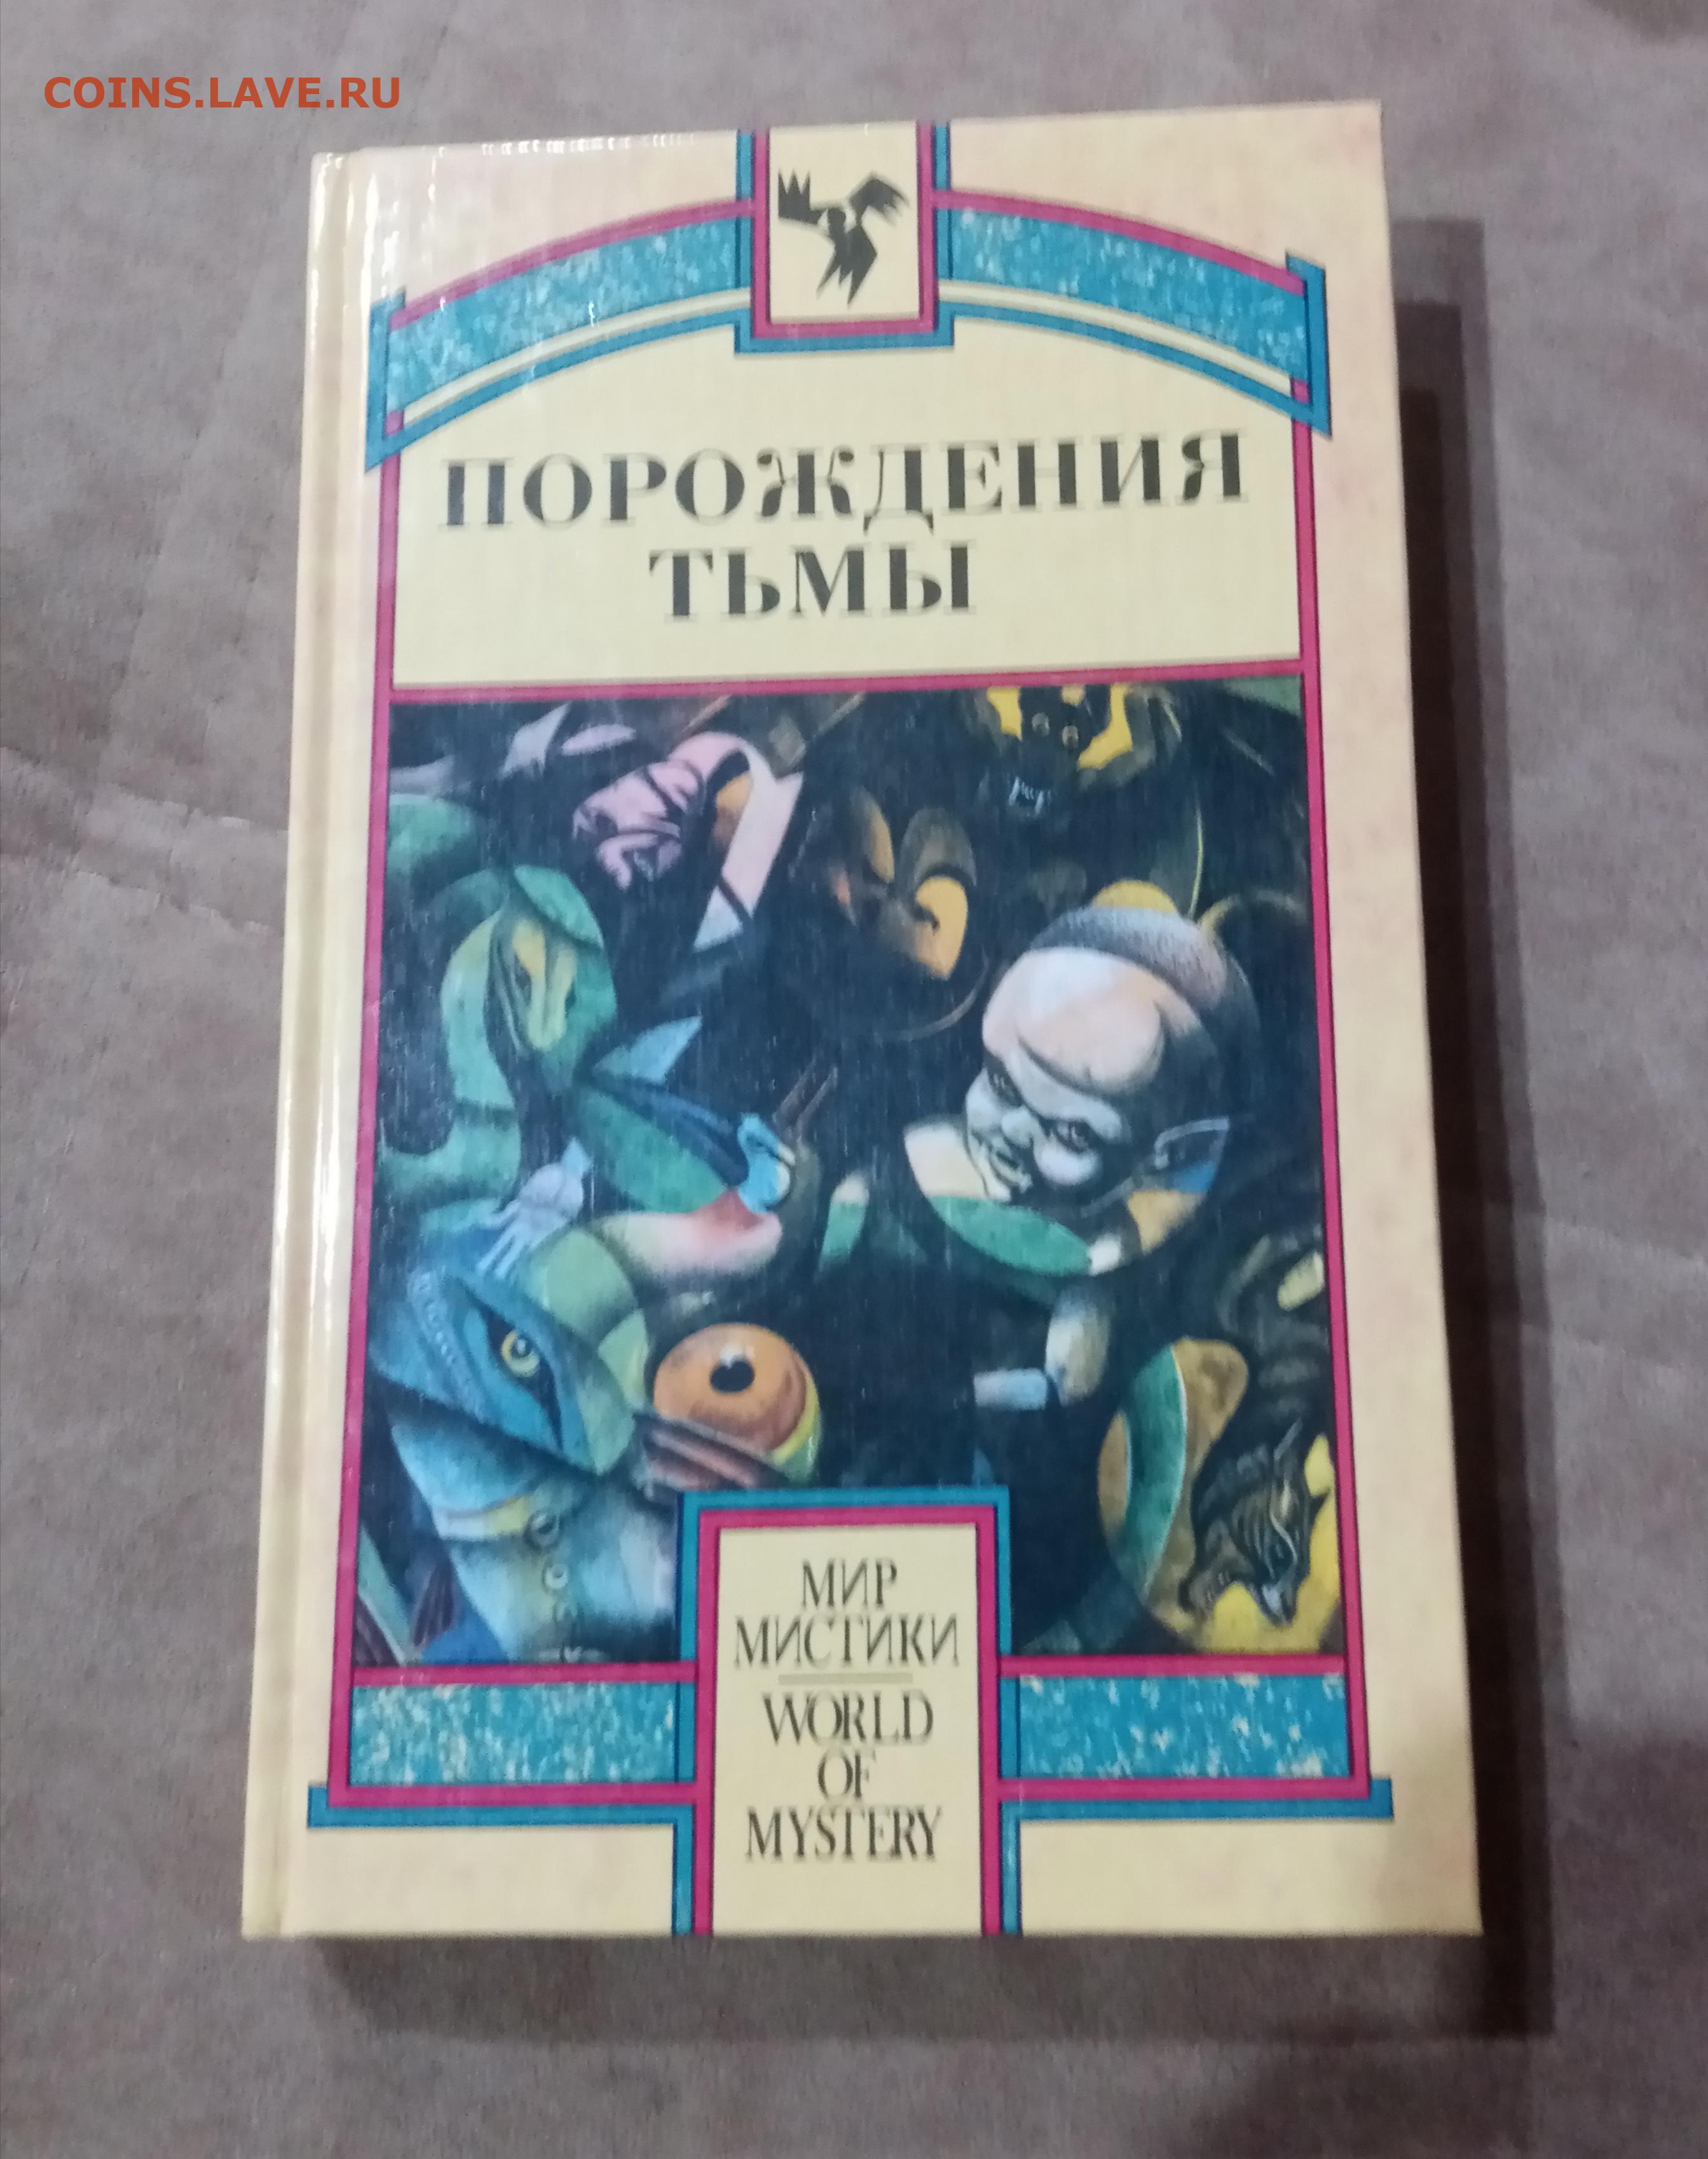 COINS.LAVE.RU
ПОРОЖДЕНИЯ
ТЬМЫ
МИР
МИСТИКИ
WORLD
OF
MYSTERY